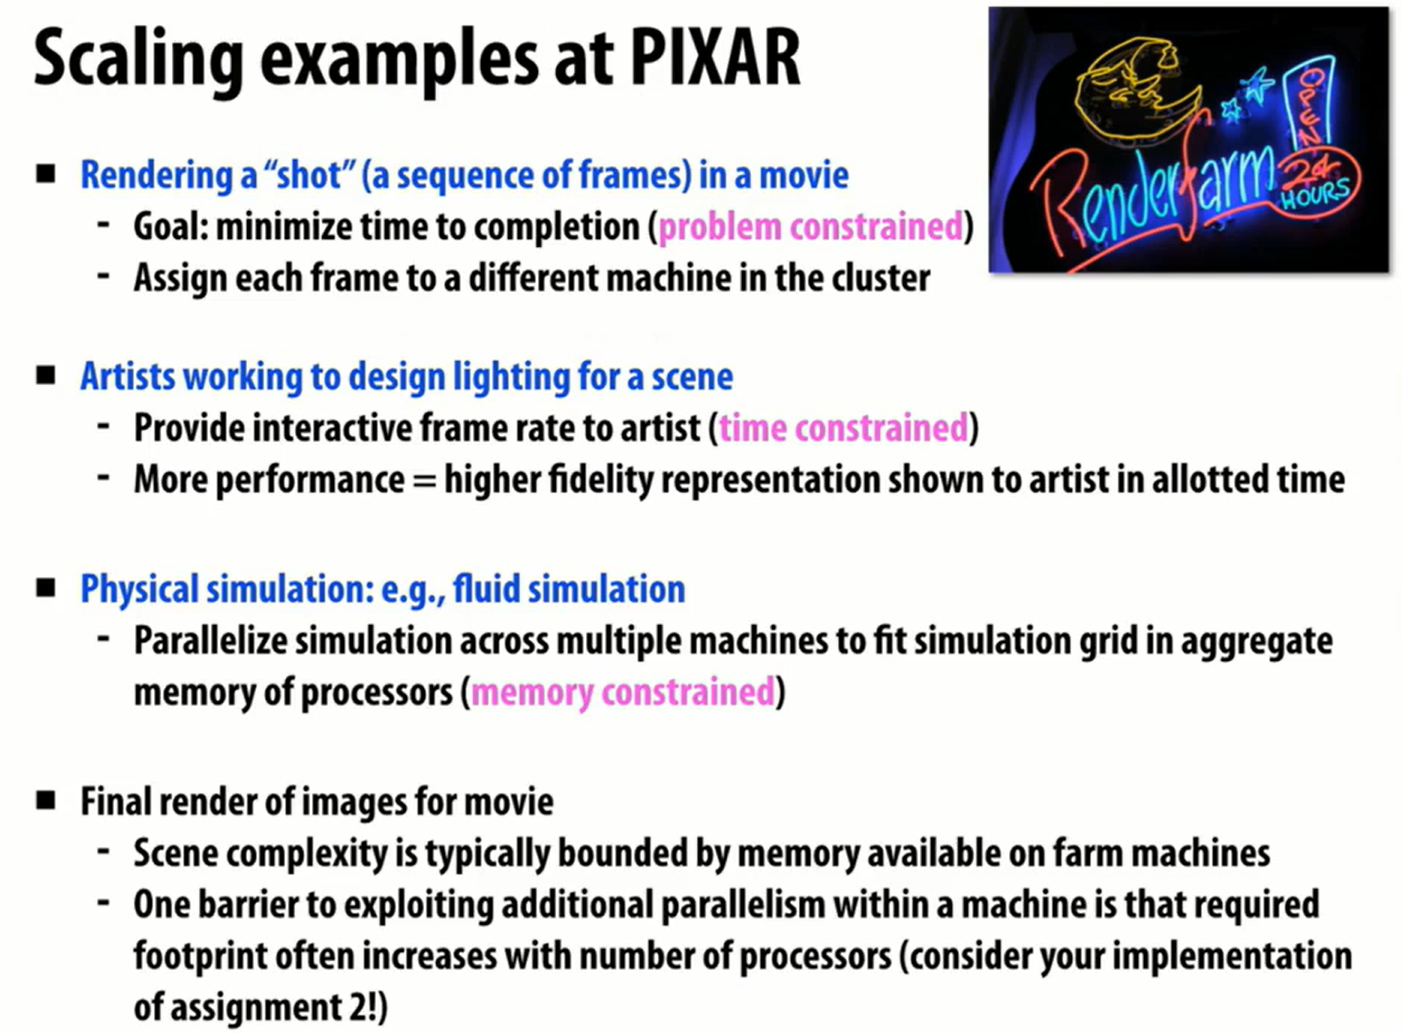 Scaling examples at PIXAR
OPEN
Renderfarm
24
HOURS
■ Rendering a “shot” (a sequence of frames) in a movie
- Goal: minimize time to completion (problem constrained)
- Assign each frame to a different machine in the cluster
■ Artists working to design lighting for a scene
- Provide interactive frame rate to artist (time constrained)
- More performance = higher fidelity representation shown to artist in allotted time
■ Physical simulation: e.g., fluid simulation
- Parallelize simulation across multiple machines to fit simulation grid in aggregate
memory of processors (memory constrained)
■ Final render of images for movie
- Scene complexity is typically bounded by memory available on farm machines
- One barrier to exploiting additional parallelism within a machine is that required
footprint often increases with number of processors (consider your implementation
of assignment 2!)